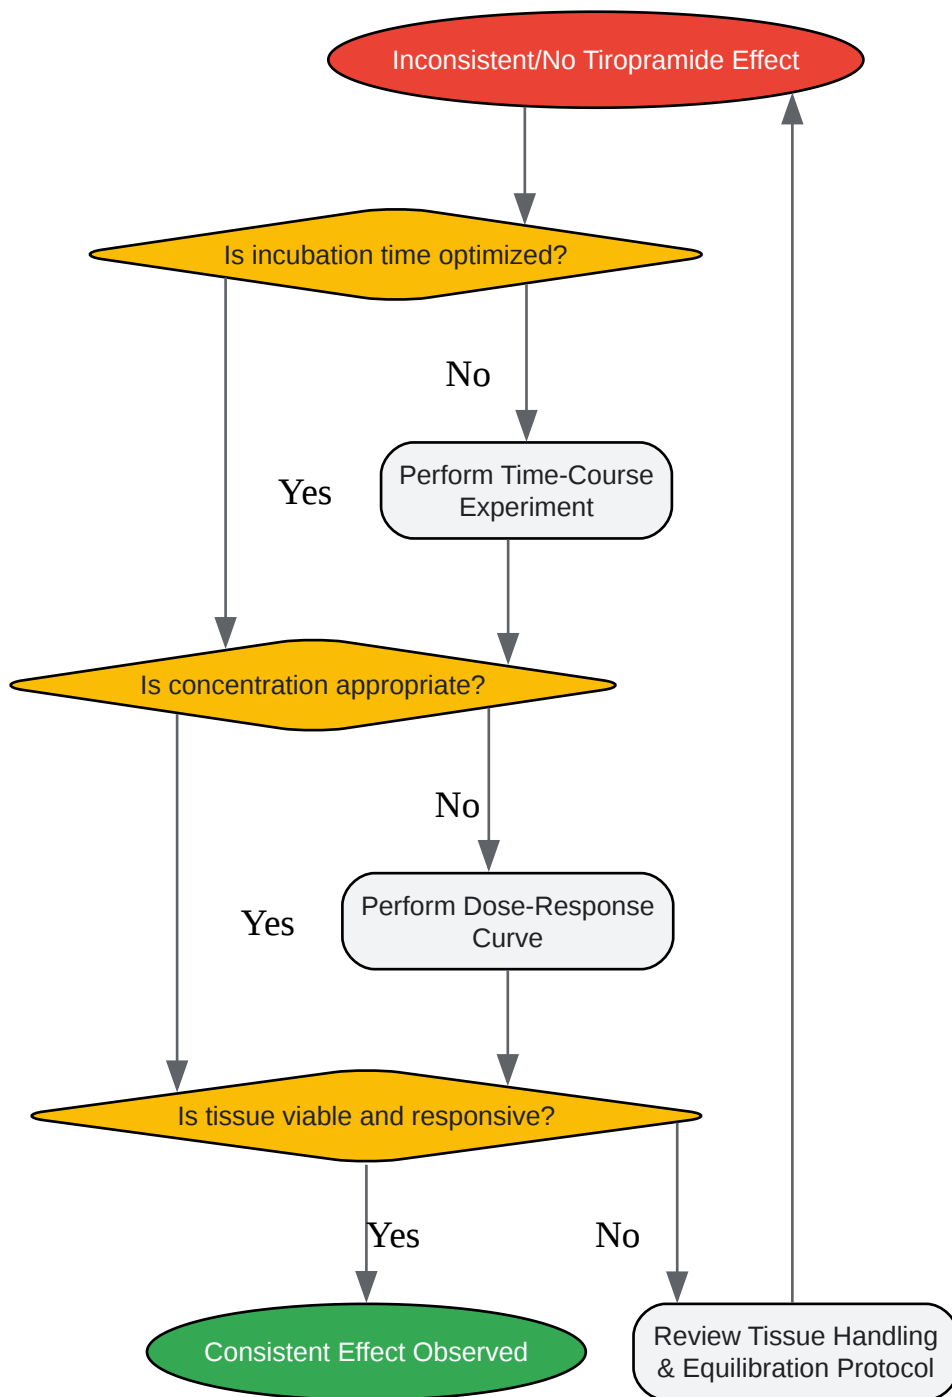 Inconsistent/No Tiropramide Effect
Is incubation time optimized?
No
Perform Time-Course
Experiment
Yes
Is concentration appropriate?
No
Perform Dose-Response
Curve
Yes
Is tissue viable and responsive?
Yes
No
Consistent Effect Observed
Review Tissue Handling
& Equilibration Protocol